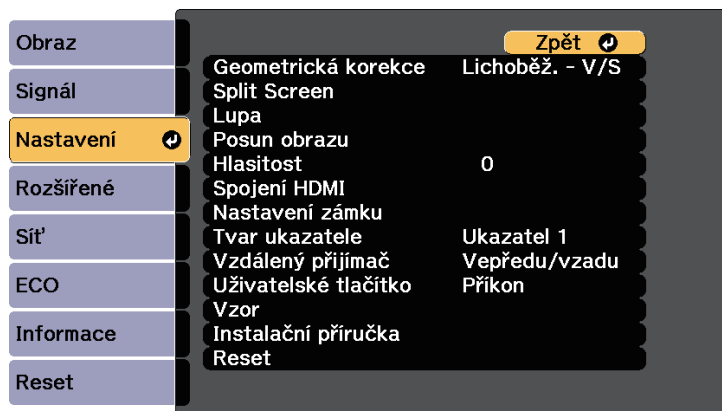 Obraz
Signál
Nastavení
Rozšířené
Síť
ECO
Informace
Reset
Zpět
Geometrická korekce Lichoběž. - V/S
Split Screen
Lupa
Posun obrazu
Hlasitost 0
Spojení HDMI
Nastavení zámku
Tvar ukazatele Ukazatel 1
Vzdálený přijímač Vepředu/vzadu
Uživatelské tlačítko Příkon
Vzor
Instalační příručka
Reset